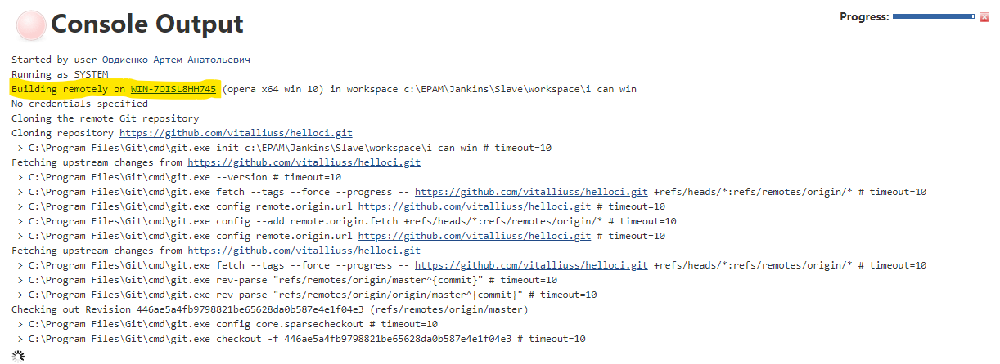 Console Output
Progress:
Started by user Овдиенко Артем Анатольевич
Running as SYSTEM
Building remotely on WIN-7OISL8HH745 (opera x64 win 10) in workspace c:\EPAM\Jankins\Slave\workspace\i can win
No credentials specified
Cloning the remote Git repository
Cloning repository https://github.com/vitalliuss/helloci.git
> C:\Program Files\Git\cmd\git.exe init c:\EPAM\Jankins\Slave\workspace\i can win # timeout=10
Fetching upstream changes from https://github.com/vitalliuss/helloci.git
> C:\Program Files\Git\cmd\git.exe --version # timeout=10
> C:\Program Files\Git\cmd\git.exe fetch --tags --force --progress -- https://github.com/vitalliuss/helloci.git +refs/heads/*:refs/remotes/origin/* # timeout=10
> C:\Program Files\Git\cmd\git.exe config remote.origin.url https://github.com/vitalliuss/helloci.git # timeout=10
> C:\Program Files\Git\cmd\git.exe config --add remote.origin.fetch +refs/heads/*:refs/remotes/origin/* # timeout=10
> C:\Program Files\Git\cmd\git.exe config remote.origin.url https://github.com/vitalliuss/helloci.git # timeout=10
Fetching upstream changes from https://github.com/vitalliuss/helloci.git
> C:\Program Files\Git\cmd\git.exe fetch --tags --force --progress -- https://github.com/vitalliuss/helloci.git +refs/heads/*:refs/remotes/origin/* # timeout=10
> C:\Program Files\Git\cmd\git.exe rev-parse "refs/remotes/origin/master^{commit}" # timeout=10
> C:\Program Files\Git\cmd\git.exe rev-parse "refs/remotes/origin/origin/master^{commit}" # timeout=10
Checking out Revision 446ae5a4fb9798821be65628da0b587e4e1f04e3 (refs/remotes/origin/master)
> C:\Program Files\Git\cmd\git.exe config core.sparsecheckout # timeout=10
> C:\Program Files\Git\cmd\git.exe checkout -f 446ae5a4fb9798821be65628da0b587e4e1f04e3 # timeout=10